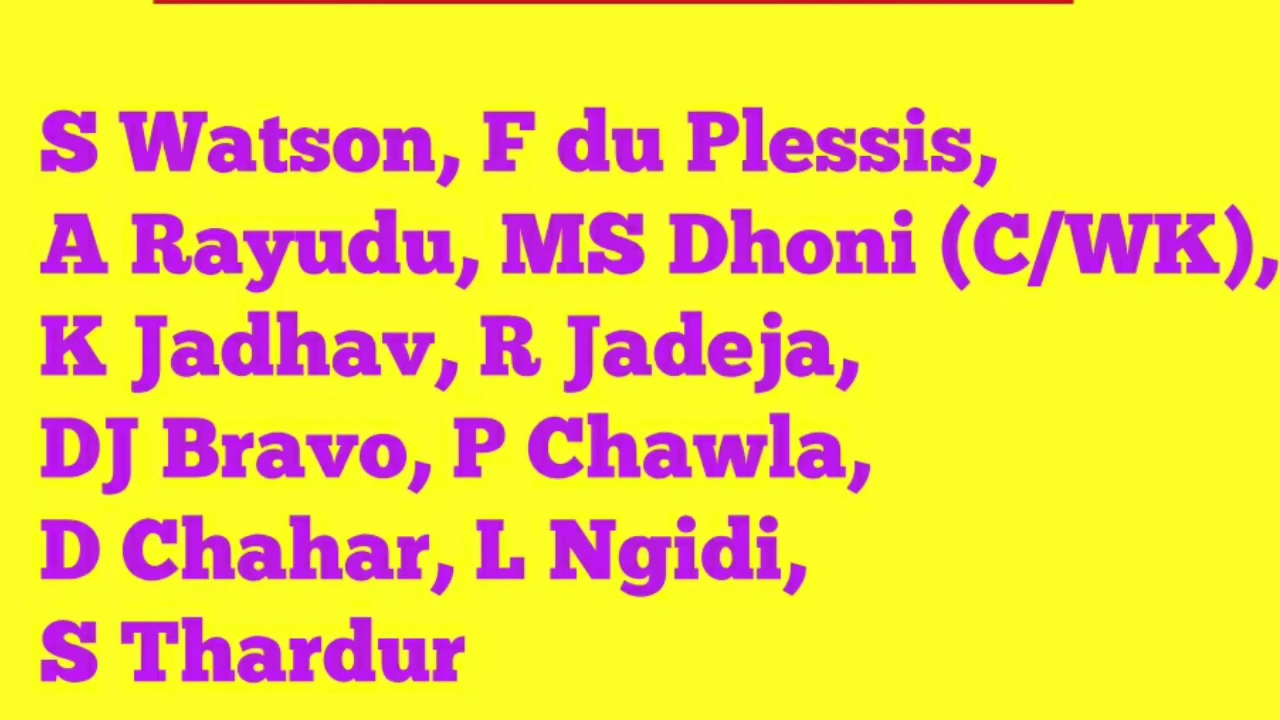 S Watson, F du Plessis,
A Rayudu, MS Dhoni (C/WK),
K Jadhav, R Jadeja,
DJ Bravo, P Chawla,
D Chahar, L Ngidi,
S Thardur